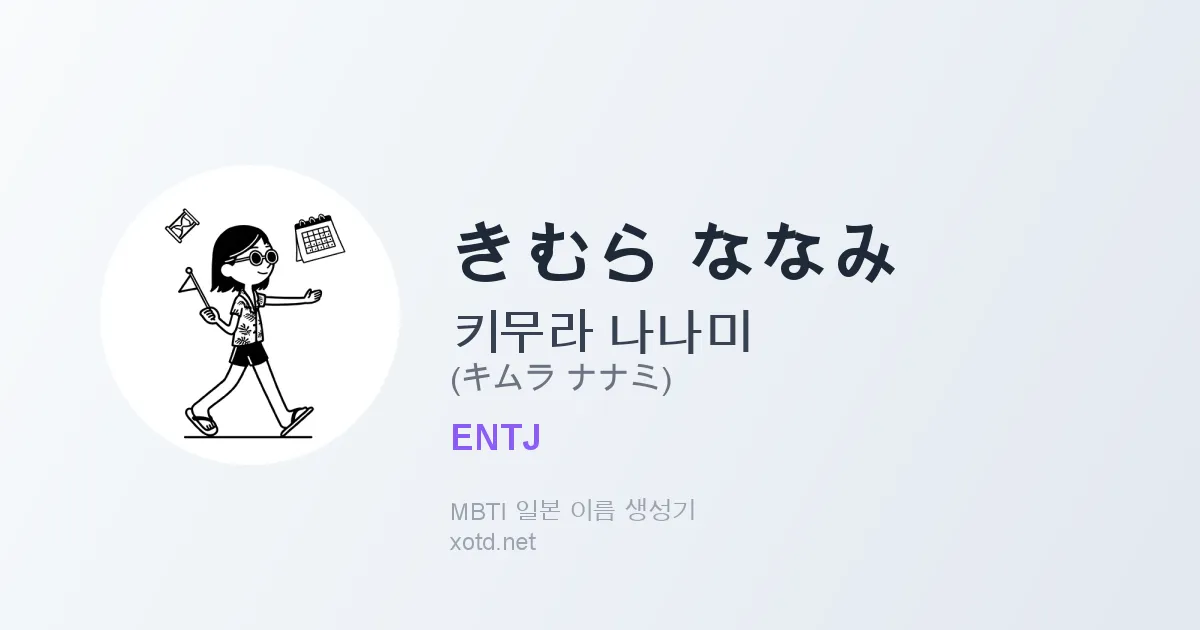 きむら ななみ
키무라 나나미
(キムラ ナナミ)
ENTJ
MBTI 일본 이름 생성기
xotd.net